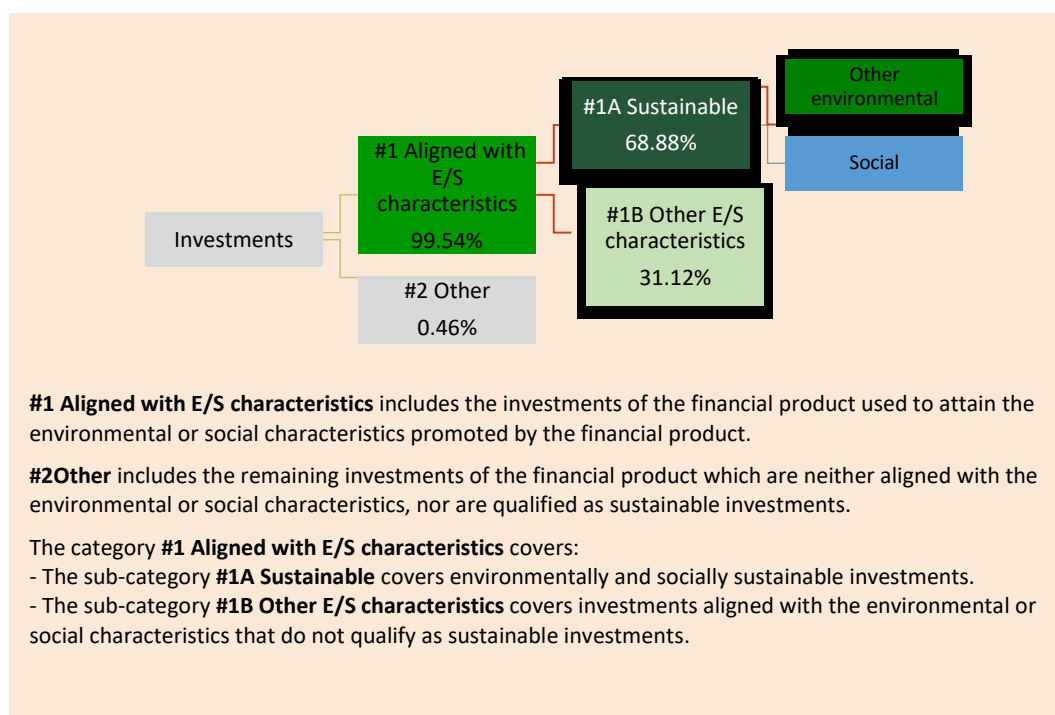 Investments
#1 Aligned with
E/S
characteristics
99.54%
#2 Other
0.46%
#1A Sustainable
68.88%
#1B Other E/S
characteristics
31.12%
Other
environmental
Social
#1 Aligned with E/S characteristics includes the investments of the financial product used to attain the
environmental or social characteristics promoted by the financial product.
#2Other includes the remaining investments of the financial product which are neither aligned with the
environmental or social characteristics, nor are qualified as sustainable investments.
The category #1 Aligned with E/S characteristics covers:
- The sub-category #1A Sustainable covers environmentally and socially sustainable investments.
- The sub-category #1B Other E/S characteristics covers investments aligned with the environmental or
social characteristics that do not qualify as sustainable investments.